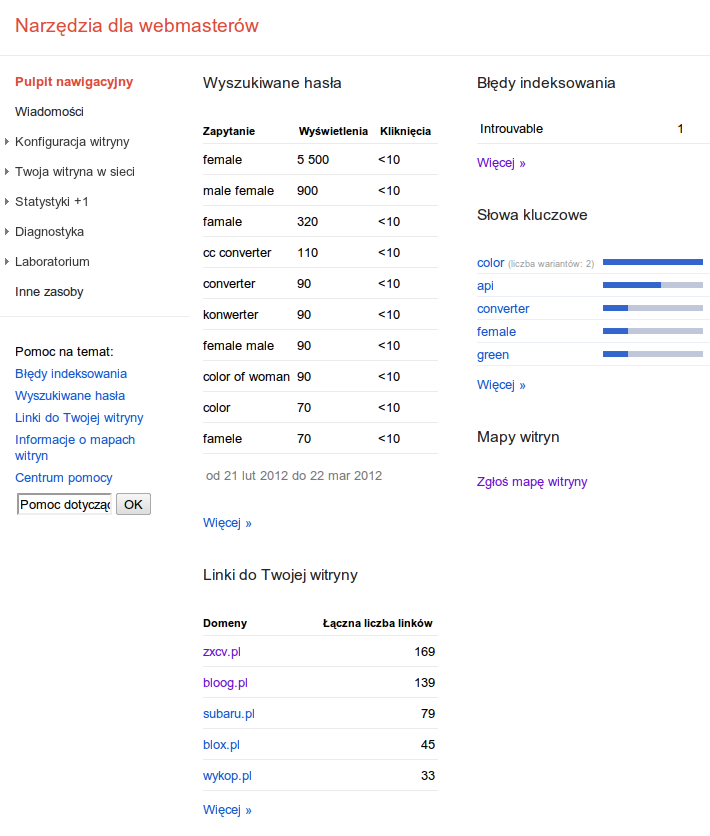 Narzędzia dla webmasterów
Pulpit nawigacyjny
Wiadomości
Konfiguracja witryny
Twoja witryna w sieci
Statystyki +1
Diagnostyka
Laboratorium
Inne zasoby
Pomoc na temat:
Błędy indeksowania
Wyszukiwane hasła
Linki do Twojej witryny
Informacje o mapach
witryn
Centrum pomocy
Pomoc dotycząc OK
Wyszukiwane hasła
Zapytanie Wyświetlenia Kliknięcia
female 5 500 <10
male female 900 <10
famale 320 <10
cc converter 110 <10
converter 90 <10
konwerter 90 <10
female male 90 <10
color of woman 90 <10
color 70 <10
famele 70 <10
od 21 lut 2012 do 22 mar 2012
Więcej »
Linki do Twojej witryny
Domeny Łączna liczba linków
zxcv.pl 169
bloog.pl 139
subaru.pl 79
blox.pl 45
wykop.pl 33
Więcej »
Błędy indeksowania
Introuvable 1
Więcej »
Słowa kluczowe
color (liczba wariantów: 2)
api
converter
female
green
Więcej »
Mapy witryn
Zgłoś mapę witryny